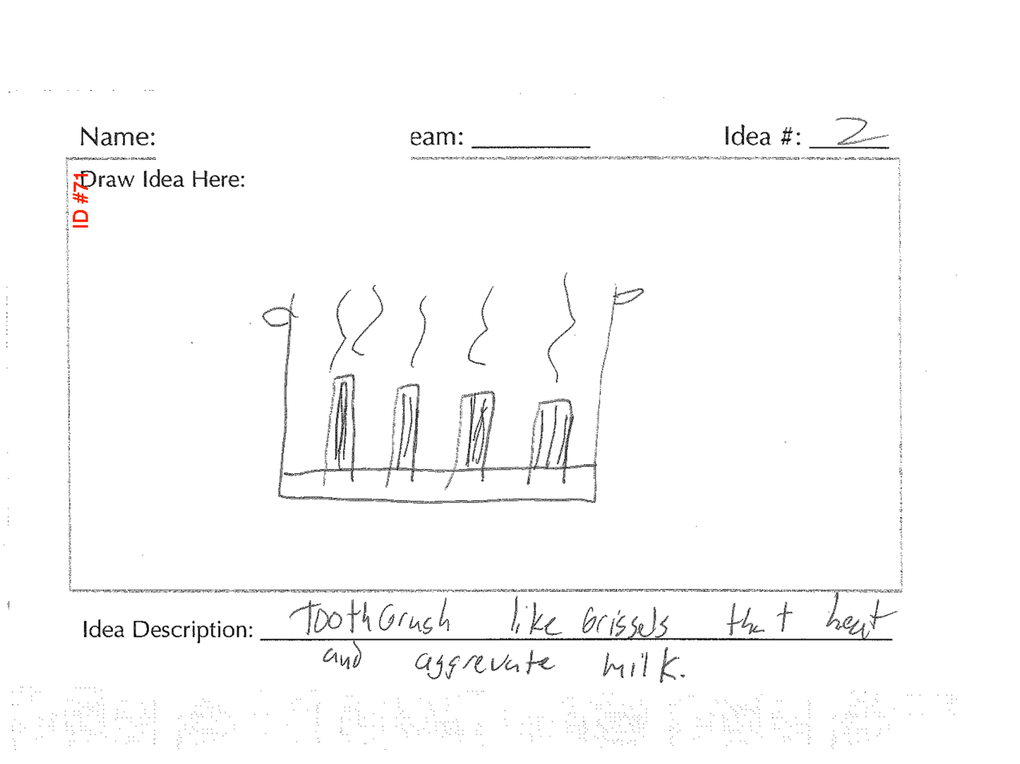 Name:
eam: Idea #: 2
ID #71
Draw Idea Here:
Idea Description: Toothbrush like brissels that heat
and aggrevate milk.